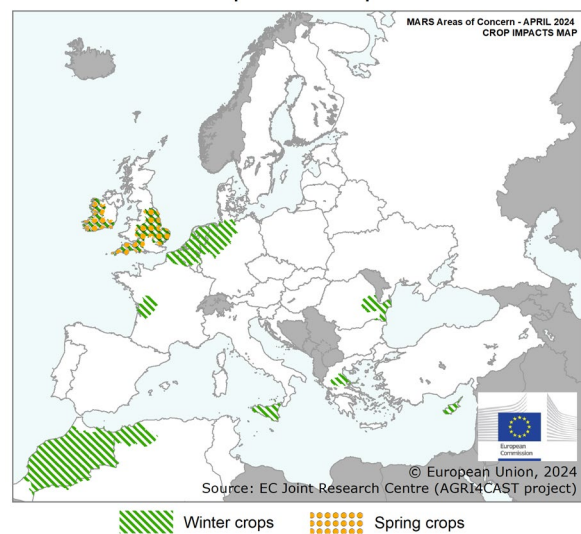 MARS Areas of Concern - APRIL 2024
CROP IMPACTS MAP
European
Commission
© European Union, 2024
Source: EC Joint Research Centre (AGRI4CAST project)
Winter crops
Spring crops